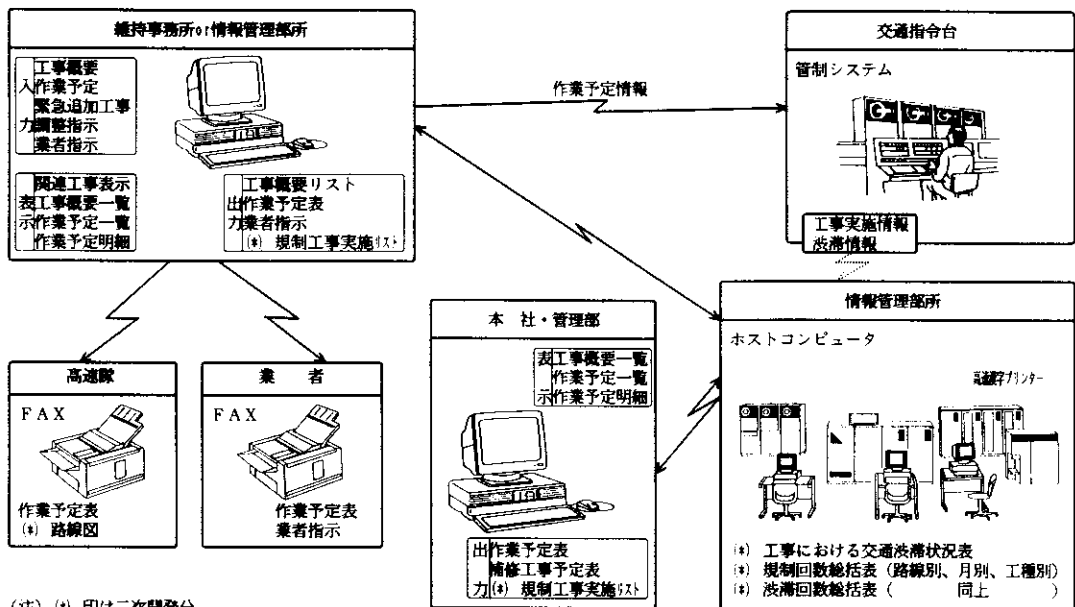 維持事務所or情報管理部所
入力
工事概要
作業予定
緊急追加工事
調整指示
業者指示
表示
関連工事表示
工事概要一覧
作業予定一覧
作業予定明細
出力
工事概要リスト
作業予定表
業者指示
(*) 規制工事実施リスト
作業予定情報
交通指令台
管制システム
工事実施情報
渋滞情報
高速隊
FAX
作業予定表
(*) 路線図
業 者
FAX
作業予定表
業者指示
本 社・管理部
表示
工事概要一覧
作業予定一覧
作業予定明細
出力
作業予定表
補修工事予定表
(*) 規制工事実施リスト
情報管理部所
ホストコンピュータ
高速漢字プリンター
(*) 工事における交通渋滞状況表
(*) 規制回数総括表(路線別、月別、工種別)
(*) 渋滞回数総括表( 同上 )
(注) (*) 印は二次開発分